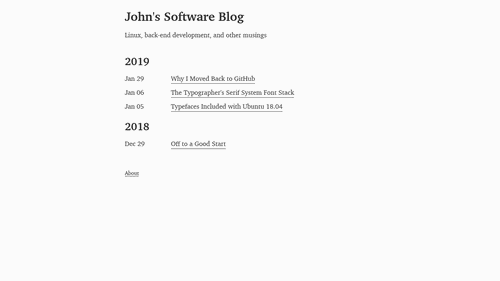 John's Software Blog
Linux, back-end development, and other musings
2019
Jan 29 Why I Moved Back to GitHub
Jan 06 The Typographer's Serif System Font Stack
Jan 05 Typefaces Included with Ubuntu 18.04
2018
Dec 29 Off to a Good Start
About